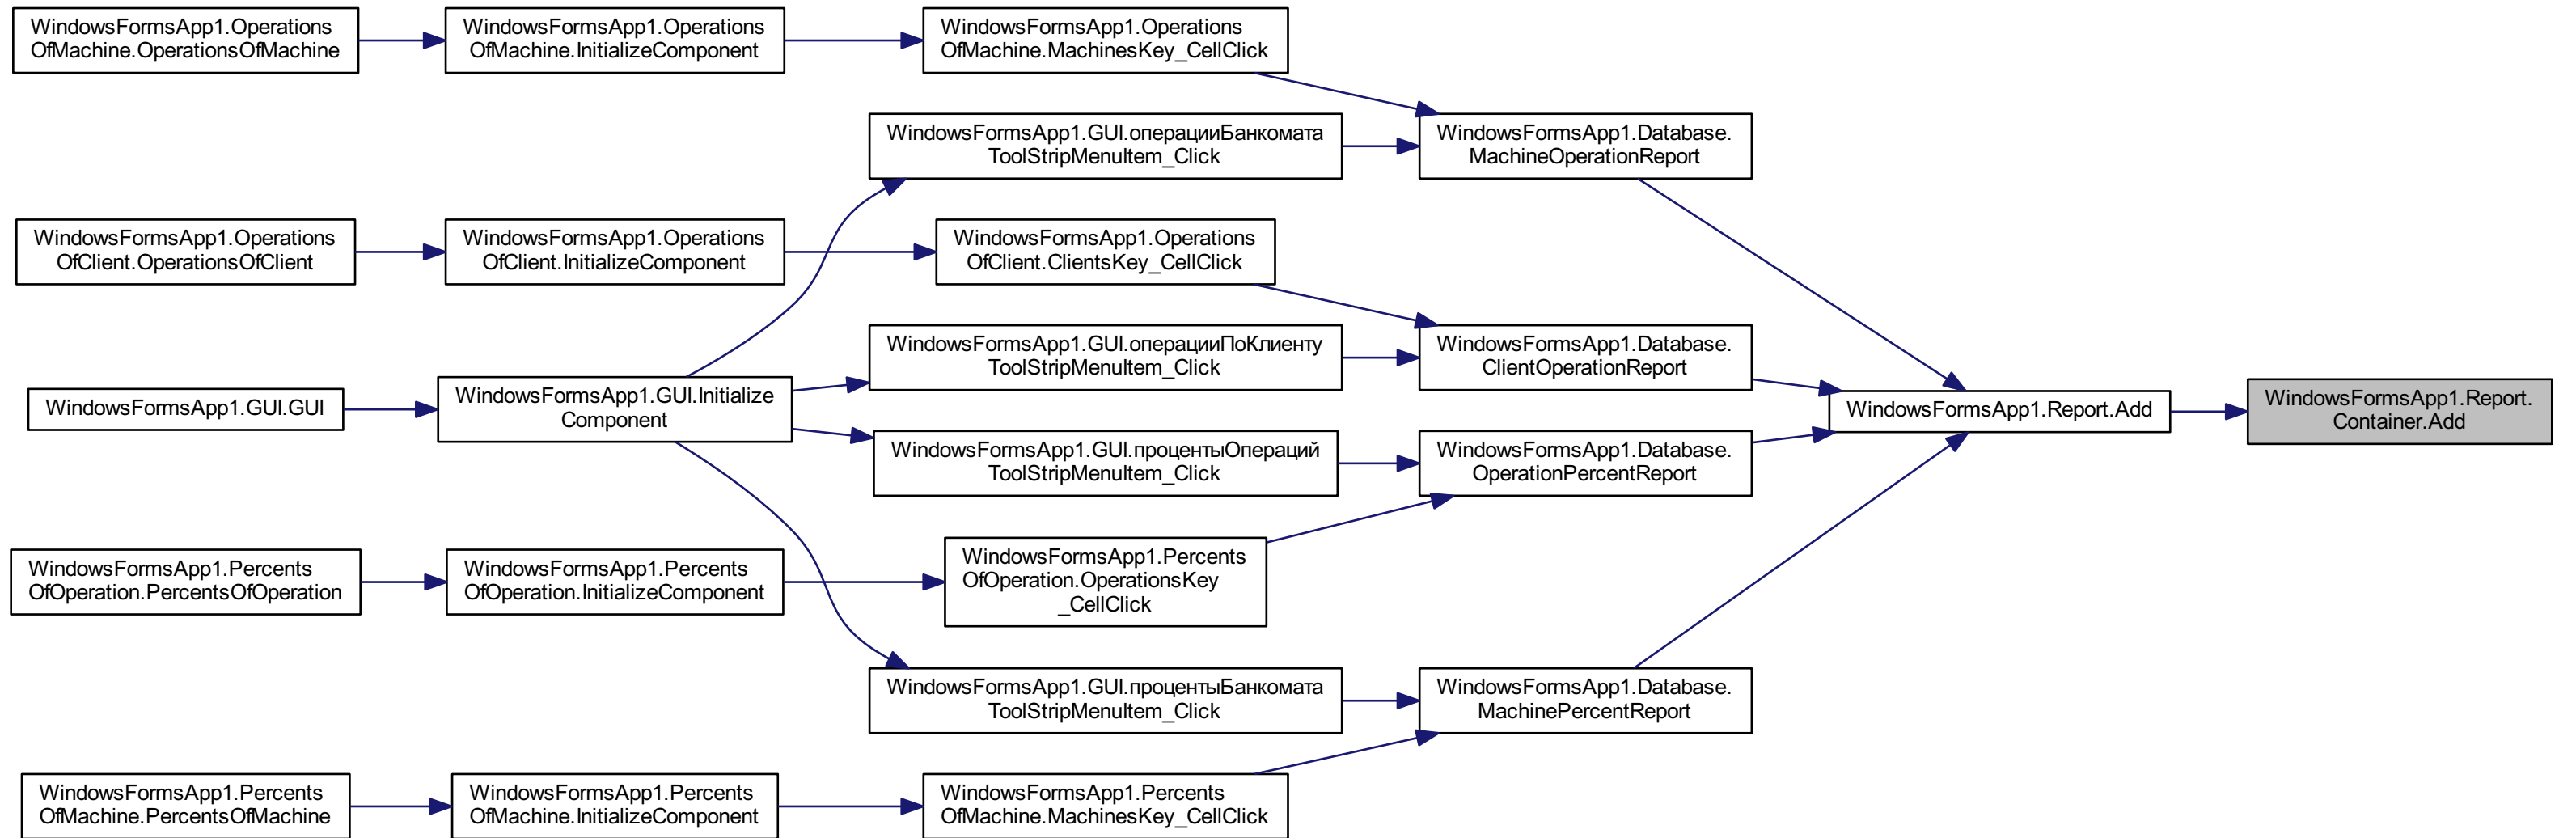 WindowsFormsApp1.Operations
OfMachine.OperationsOfMachine
WindowsFormsApp1.Operations
OfMachine.InitializeComponent
WindowsFormsApp1.Operations
OfMachine.MachinesKey_CellClick
WindowsFormsApp1.GUI.операцииБанкомата
ToolStripMenuItem_Click
WindowsFormsApp1.Database.
MachineOperationReport
WindowsFormsApp1.Operations
OfClient.OperationsOfClient
WindowsFormsApp1.Operations
OfClient.InitializeComponent
WindowsFormsApp1.Operations
OfClient.ClientsKey_CellClick
WindowsFormsApp1.GUI.операцииПоКлиенту
ToolStripMenuItem_Click
WindowsFormsApp1.Database.
ClientOperationReport
WindowsFormsApp1.GUI.GUI
WindowsFormsApp1.GUI.Initialize
Component
WindowsFormsApp1.Report.Add
WindowsFormsApp1.Report.
Container.Add
WindowsFormsApp1.GUI.процентыОпераций
ToolStripMenuItem_Click
WindowsFormsApp1.Database.
OperationPercentReport
WindowsFormsApp1.Percents
OfOperation.PercentsOfOperation
WindowsFormsApp1.Percents
OfOperation.InitializeComponent
WindowsFormsApp1.Percents
OfOperation.OperationsKey
_CellClick
WindowsFormsApp1.GUI.процентыБанкомата
ToolStripMenuItem_Click
WindowsFormsApp1.Database.
MachinePercentReport
WindowsFormsApp1.Percents
OfMachine.PercentsOfMachine
WindowsFormsApp1.Percents
OfMachine.InitializeComponent
WindowsFormsApp1.Percents
OfMachine.MachinesKey_CellClick